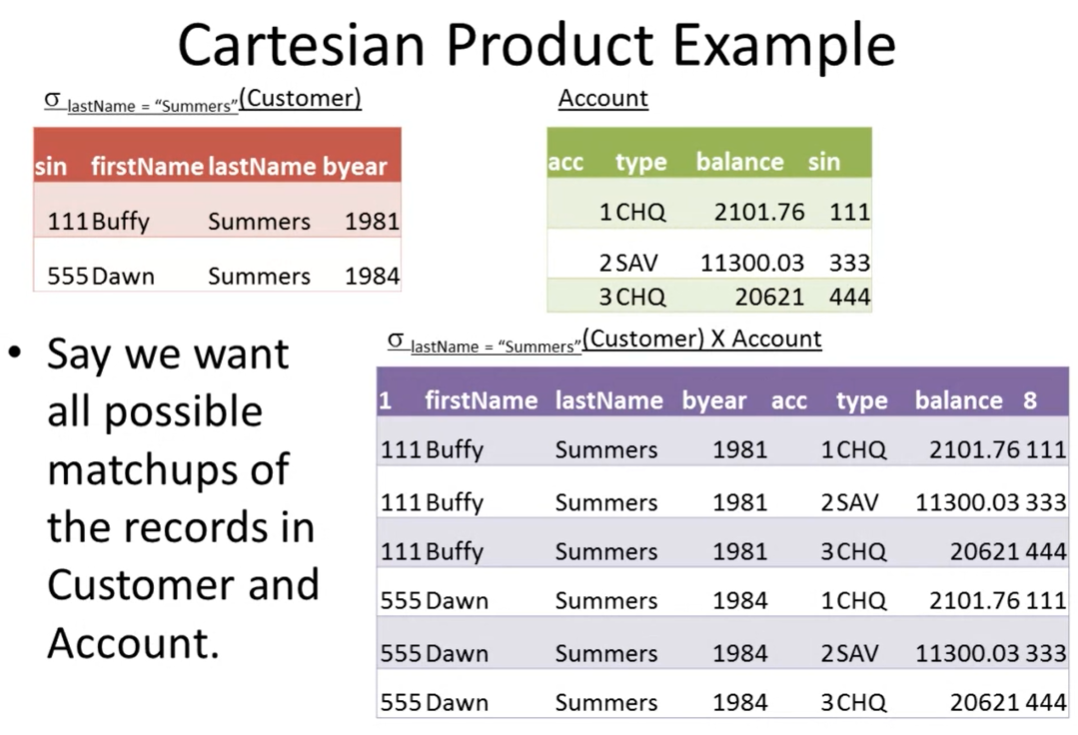 Cartesian Product Example
σ lastName = “Summers”(Customer)
sin firstName lastName byear
111 Buffy Summers 1981
555 Dawn Summers 1984
Account
acc type balance sin
1 CHQ 2101.76 111
2 SAV 11300.03 333
3 CHQ 20621 444
• Say we want
all possible
matchups of
the records in
Customer and
Account.
σ lastName = “Summers”(Customer) X Account
1 firstName lastName byear acc type balance 8
111 Buffy Summers 1981 1 CHQ 2101.76 111
111 Buffy Summers 1981 2 SAV 11300.03 333
111 Buffy Summers 1981 3 CHQ 20621 444
555 Dawn Summers 1984 1 CHQ 2101.76 111
555 Dawn Summers 1984 2 SAV 11300.03 333
555 Dawn Summers 1984 3 CHQ 20621 444